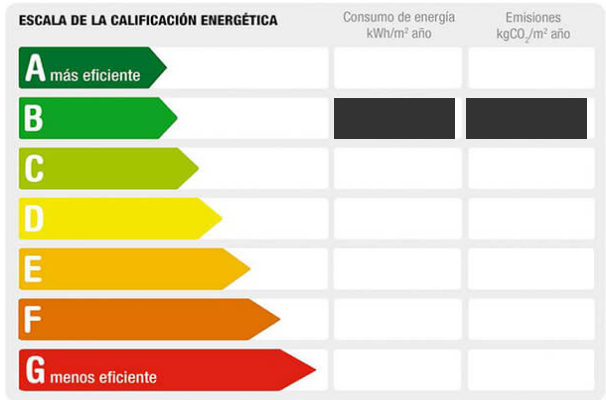 ESCALA DE LA CALIFICACIÓN ENERGÉTICA
Consumo de energía
kWh/m² año
Emisiones
kgCO₂/m² año
A más eficiente
B
C
D
E
F
G menos eficiente